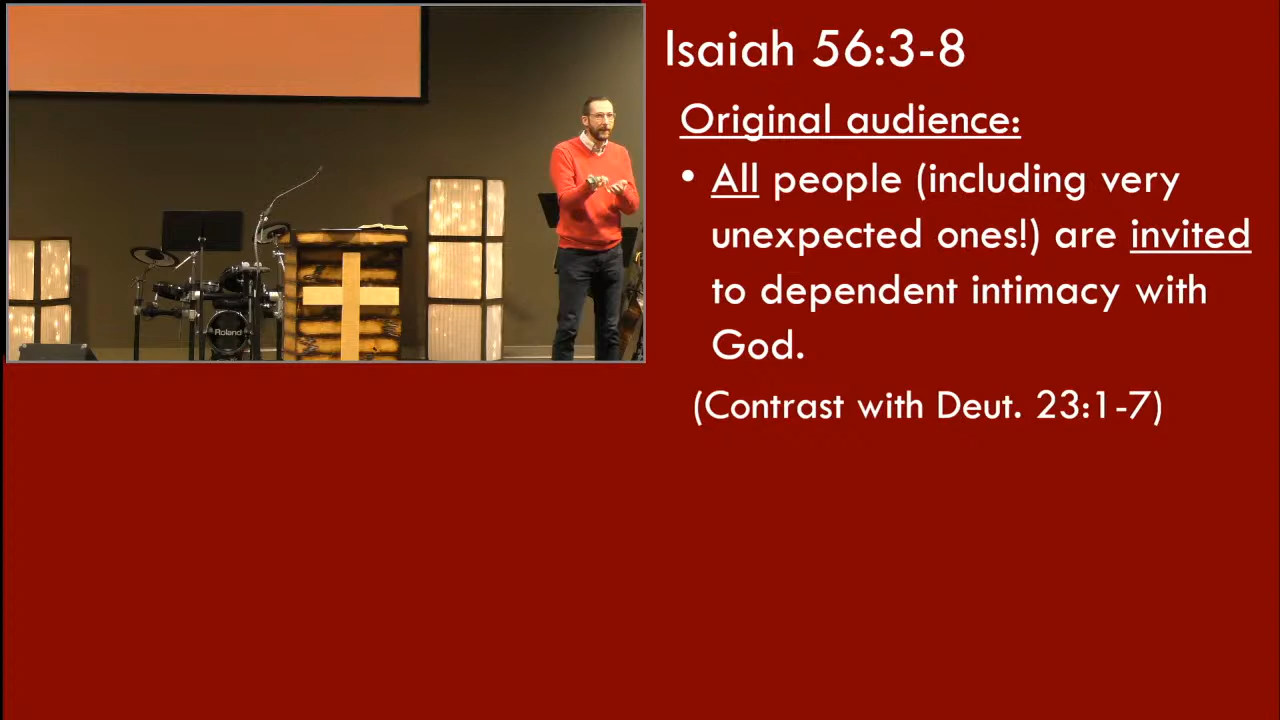 Isaiah 56:3-8
Original audience:
• All people (including very
unexpected ones!) are invited
to dependent intimacy with
God.
(Contrast with Deut. 23:1-7)
Roland